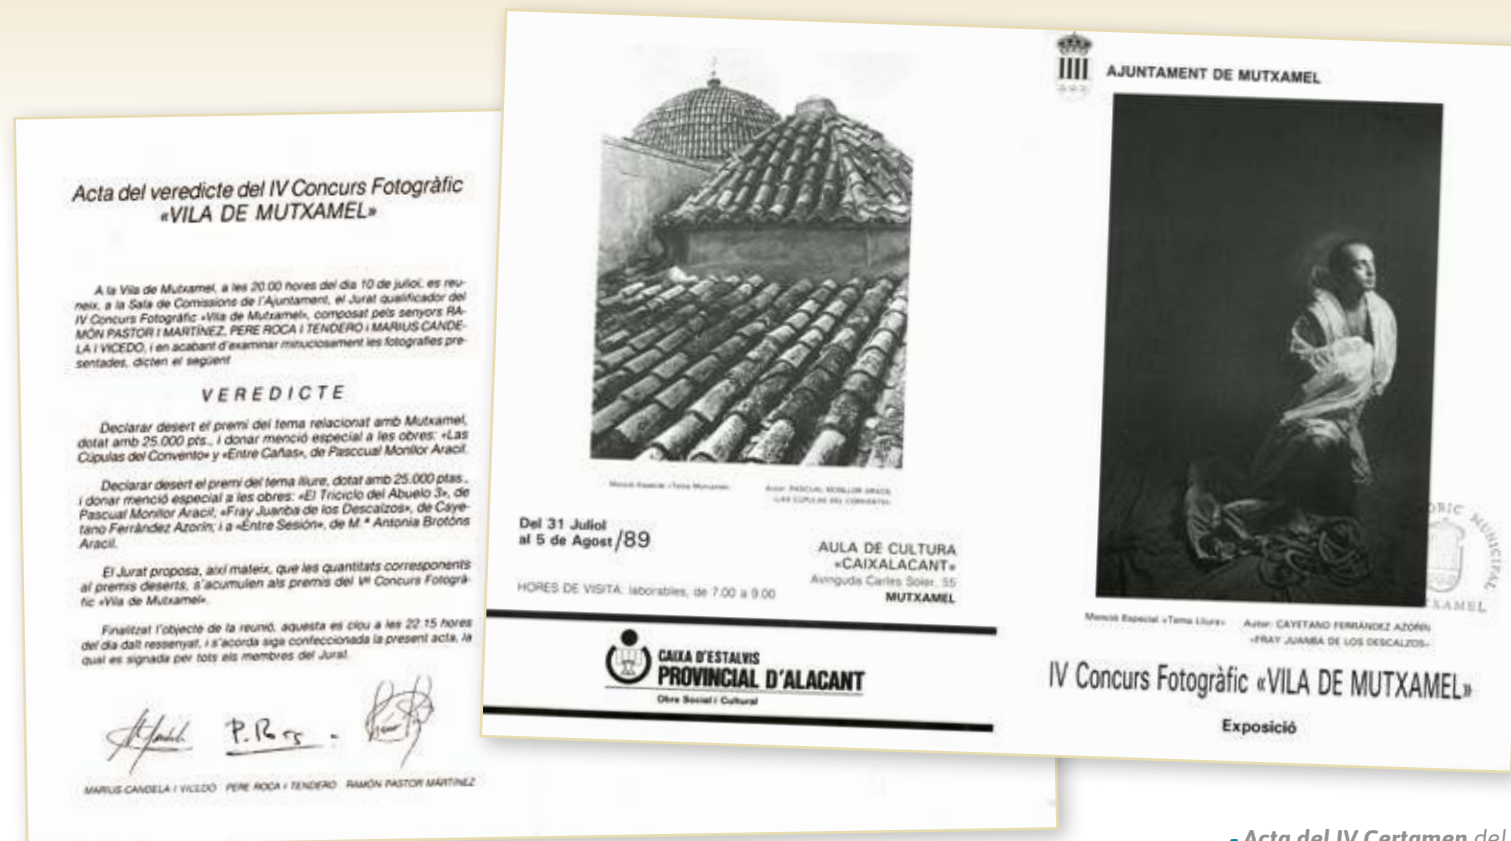 Acta del veredicte del IV Concurs Fotogràfic
«VILA DE MUTXAMEL»
A la Vila de Mutxamel, a les 20.00 hores del dia 10 de juliol, es reu-
neix, a la Sala de Comissions de l'Ajuntament, el Jurat qualificador del
IV Concurs Fotogràfic «Vila de Mutxamel», composat pels senyors RA-
MÓN PASTOR I MARTÍNEZ, PERE ROCA I TENDERO i MARIUS CANDE-
LA I VICEDO, i en acabant d'examinar minuciosament les fotografies pre-
sentades, dicten el següent
VEREDICTE
Declarar desert el premi del tema relacionat amb Mutxamel,
dotat amb 25.000 pts., i donar menció especial a les obres: «Las
Cúpulas del Convento» y «Entre Cañas», de Passcual Monllor Aracil.
Declarar desert el premi del tema lliure, dotat amb 25.000 ptas.,
i donar menció especial a les obres: «El Triciclo del Abuelo 3», de
Pascual Monllor Aracil; «Fray Juanba de los Descalzos», de Caye-
tano Ferrández Azorín; i a «Entre Sesión», de M.ª Antonia Brotóns
Aracil.
El Jurat proposa, així mateix, que les quantitats corresponents
al premis deserts, s'acumulen als premis del Vè Concurs Fotogrà-
fic «Vila de Mutxamel».
Finalitzat l'objecte de la reunió, aquesta es clou a les 22.15 hores
del dia dalt ressenyat, i s'acorda siga confeccionada la present acta, la
qual es signada per tots els membres del Jurat.
MARIUS CANDELA I VICEDO PERE ROCA I TENDERO RAMÓN PASTOR MARTÍNEZ
Menció Especial «Tema Mutxamel» Autor: PASCUAL MONLLOR ARACIL
«LAS CÚPULAS DEL CONVENTO»
Del 31 Juliol
al 5 de Agost/89
AULA DE CULTURA
«CAIXALACANT»
Avinguda Carles Soler, 55
MUTXAMEL
HORES DE VISITA: laborables, de 7.00 a 9.00
CAIXA D'ESTALVIS
PROVINCIAL D'ALACANT
Obra Social i Cultural
AJUNTAMENT DE MUTXAMEL
Menció Especial «Tema Lliure» Autor: CAYETANO FERRÁNDEZ AZORÍN
«FRAY JUANBA DE LOS DESCALZOS»
IV Concurs Fotogràfic «VILA DE MUTXAMEL»
Exposició
- Acta del IV Certamen del